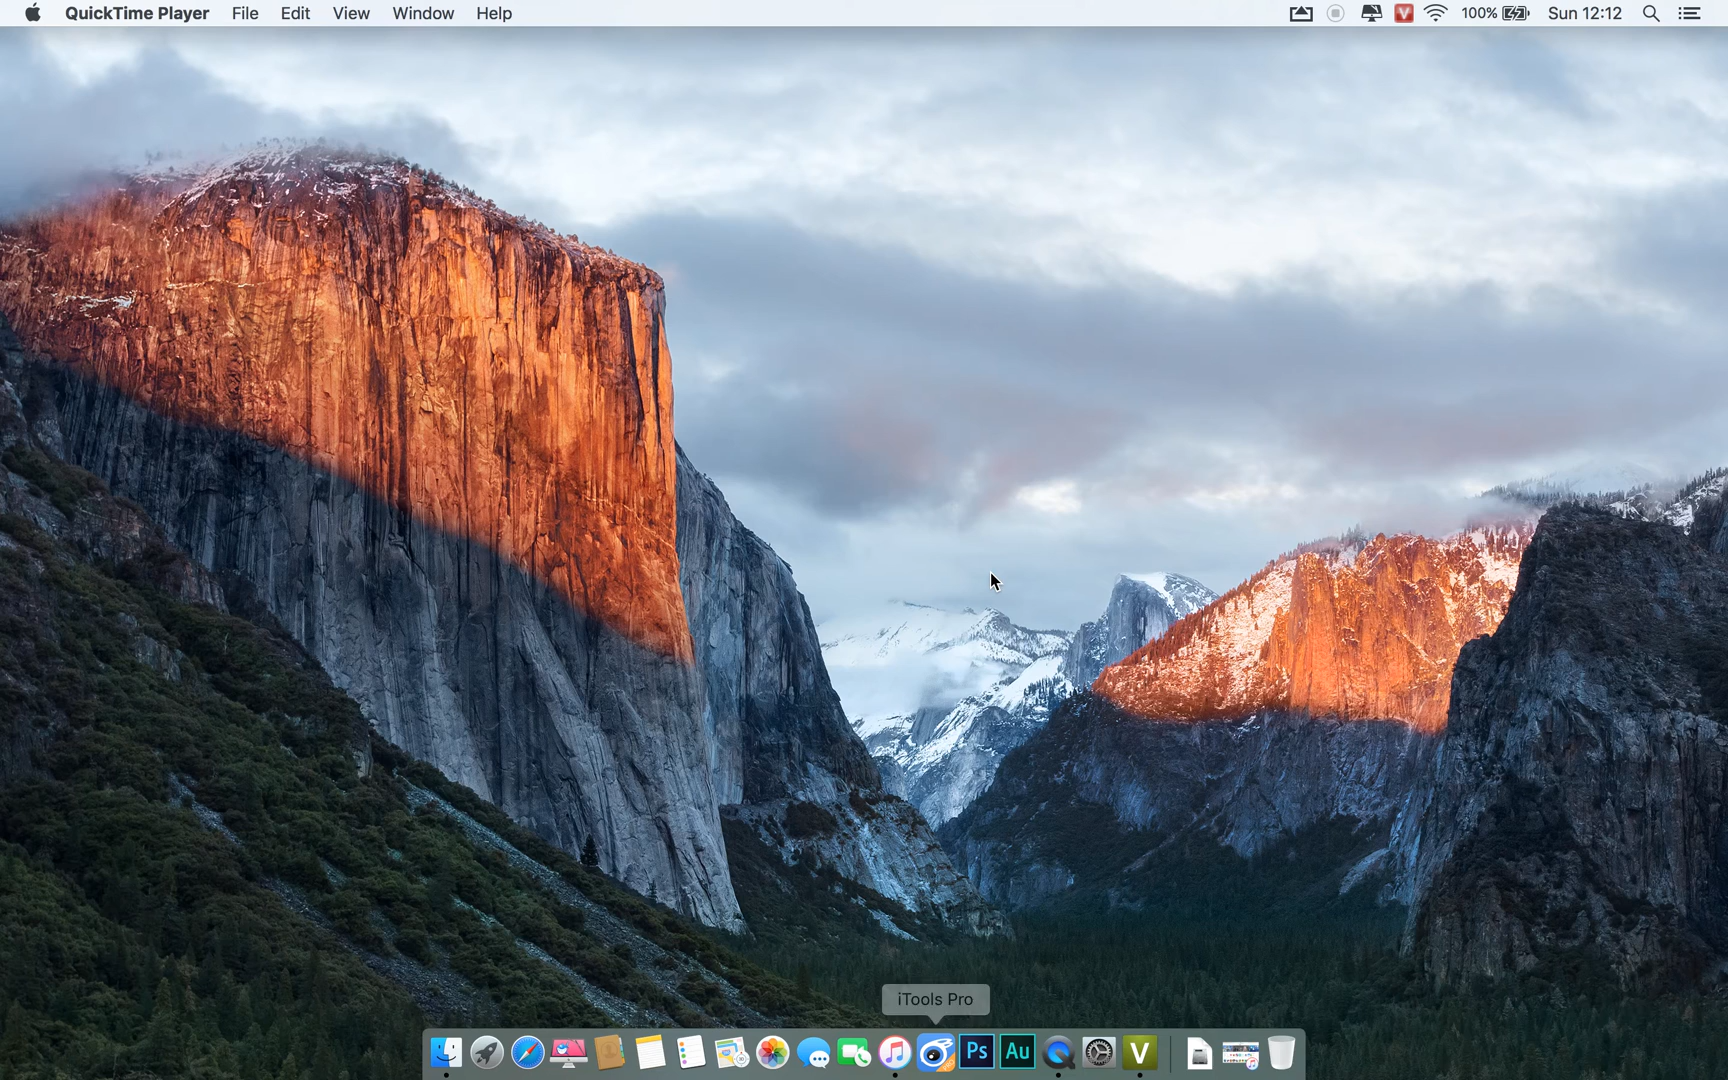 QuickTime Player File Edit View Window Help V 100% Sun 12:12
iTools Pro
Ps Au V